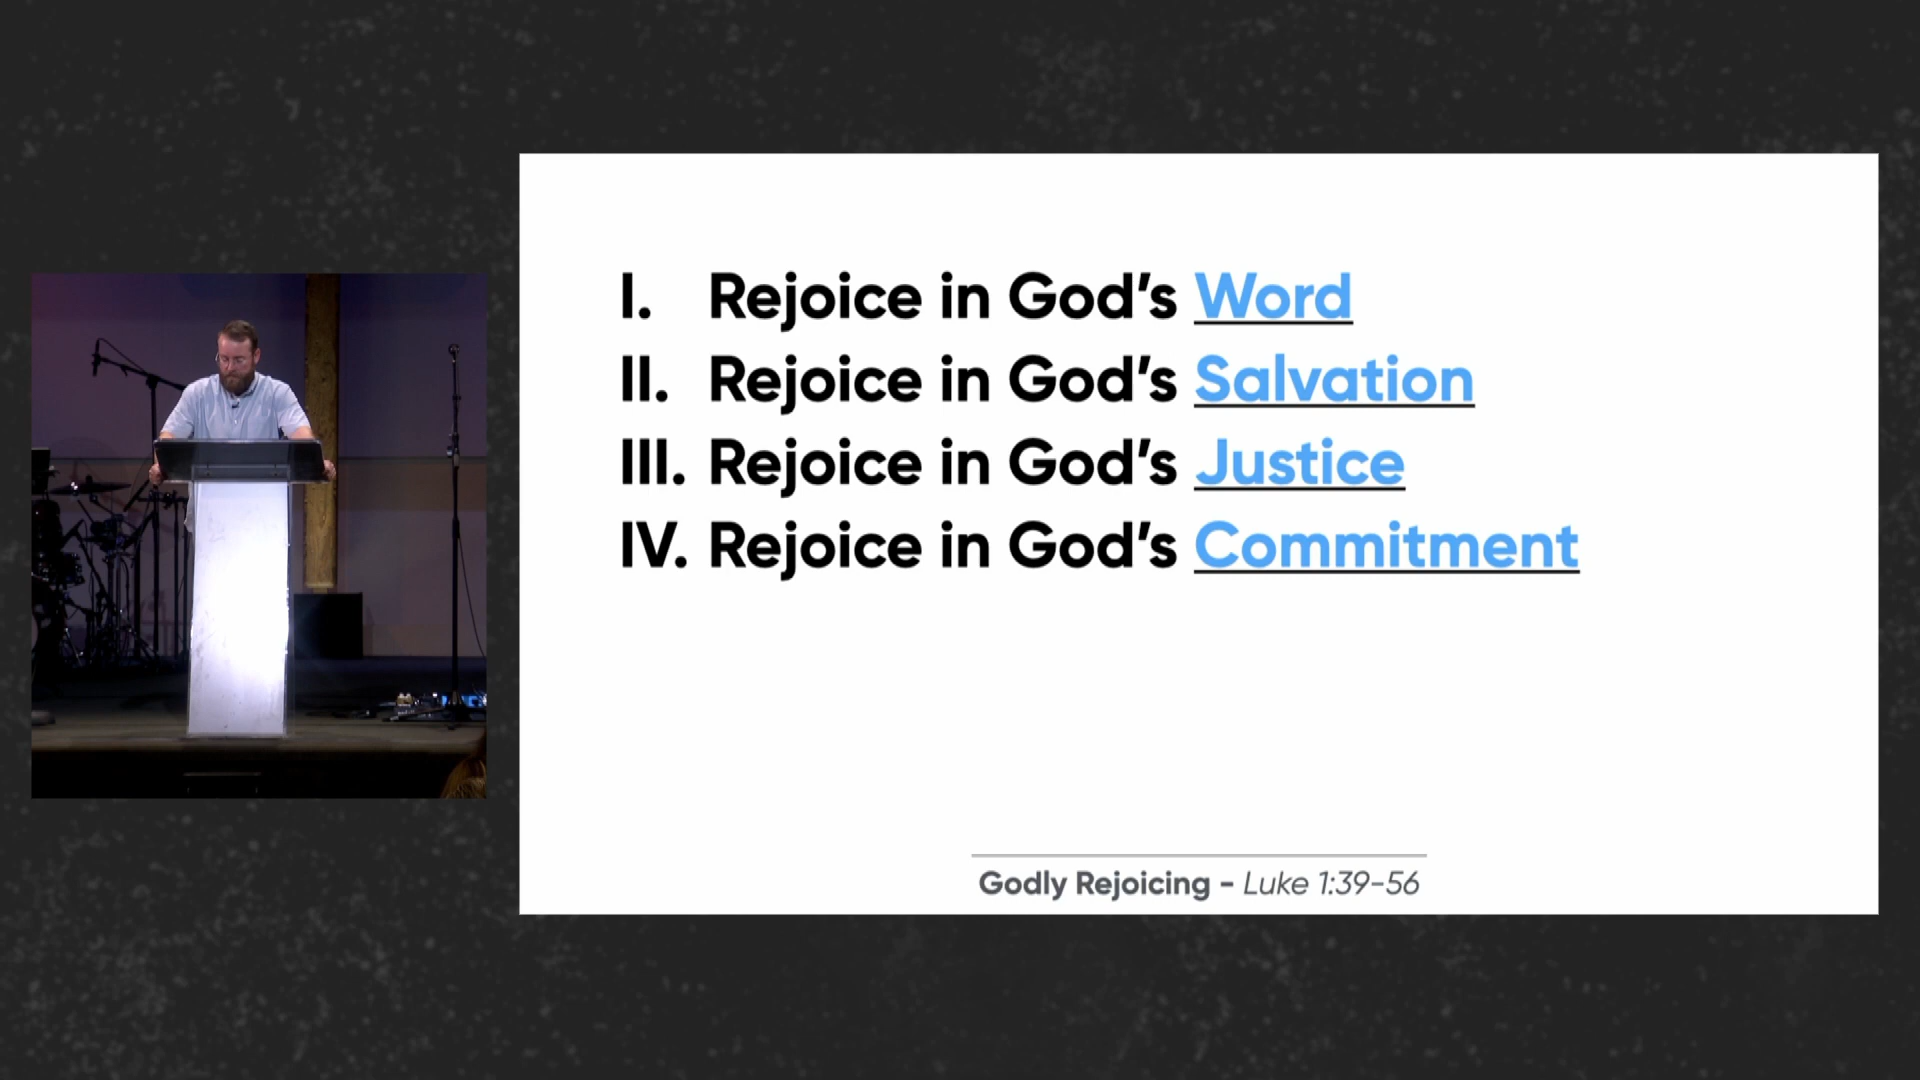 I. Rejoice in God’s Word
II. Rejoice in God’s Salvation
III. Rejoice in God’s Justice
IV. Rejoice in God’s Commitment
Godly Rejoicing - Luke 1:39-56